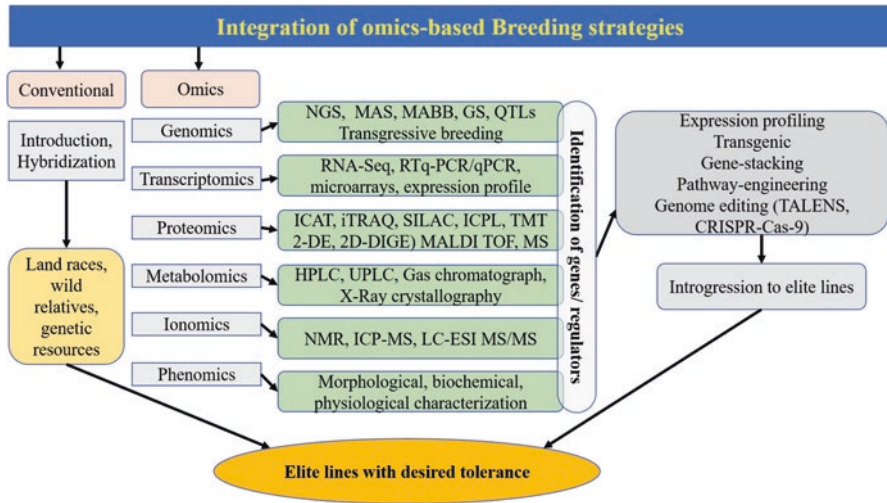 Integration of omics-based Breeding strategies
Conventional
Omics
Introduction,
Hybridization
Land races,
wild
relatives,
genetic
resources
Genomics
NGS, MAS, MABB, GS, QTLs
Transgressive breeding
Transcriptomics
RNA-Seq, RTq-PCR/qPCR,
microarrays, expression profile
Proteomics
ICAT, iTRAQ, SILAC, ICPL, TMT
2-DE, 2D-DIGE) MALDI TOF, MS
Metabolomics
HPLC, UPLC, Gas chromatograph,
X-Ray crystallography
Ionomics
NMR, ICP-MS, LC-ESI MS/MS
Phenomics
Morphological, biochemical,
physiological characterization
Identification of genes/ regulators
Expression profiling
Transgenic
Gene-stacking
Pathway-engineering
Genome editing (TALENS,
CRISPR-Cas-9)
Introgression to elite lines
Elite lines with desired tolerance